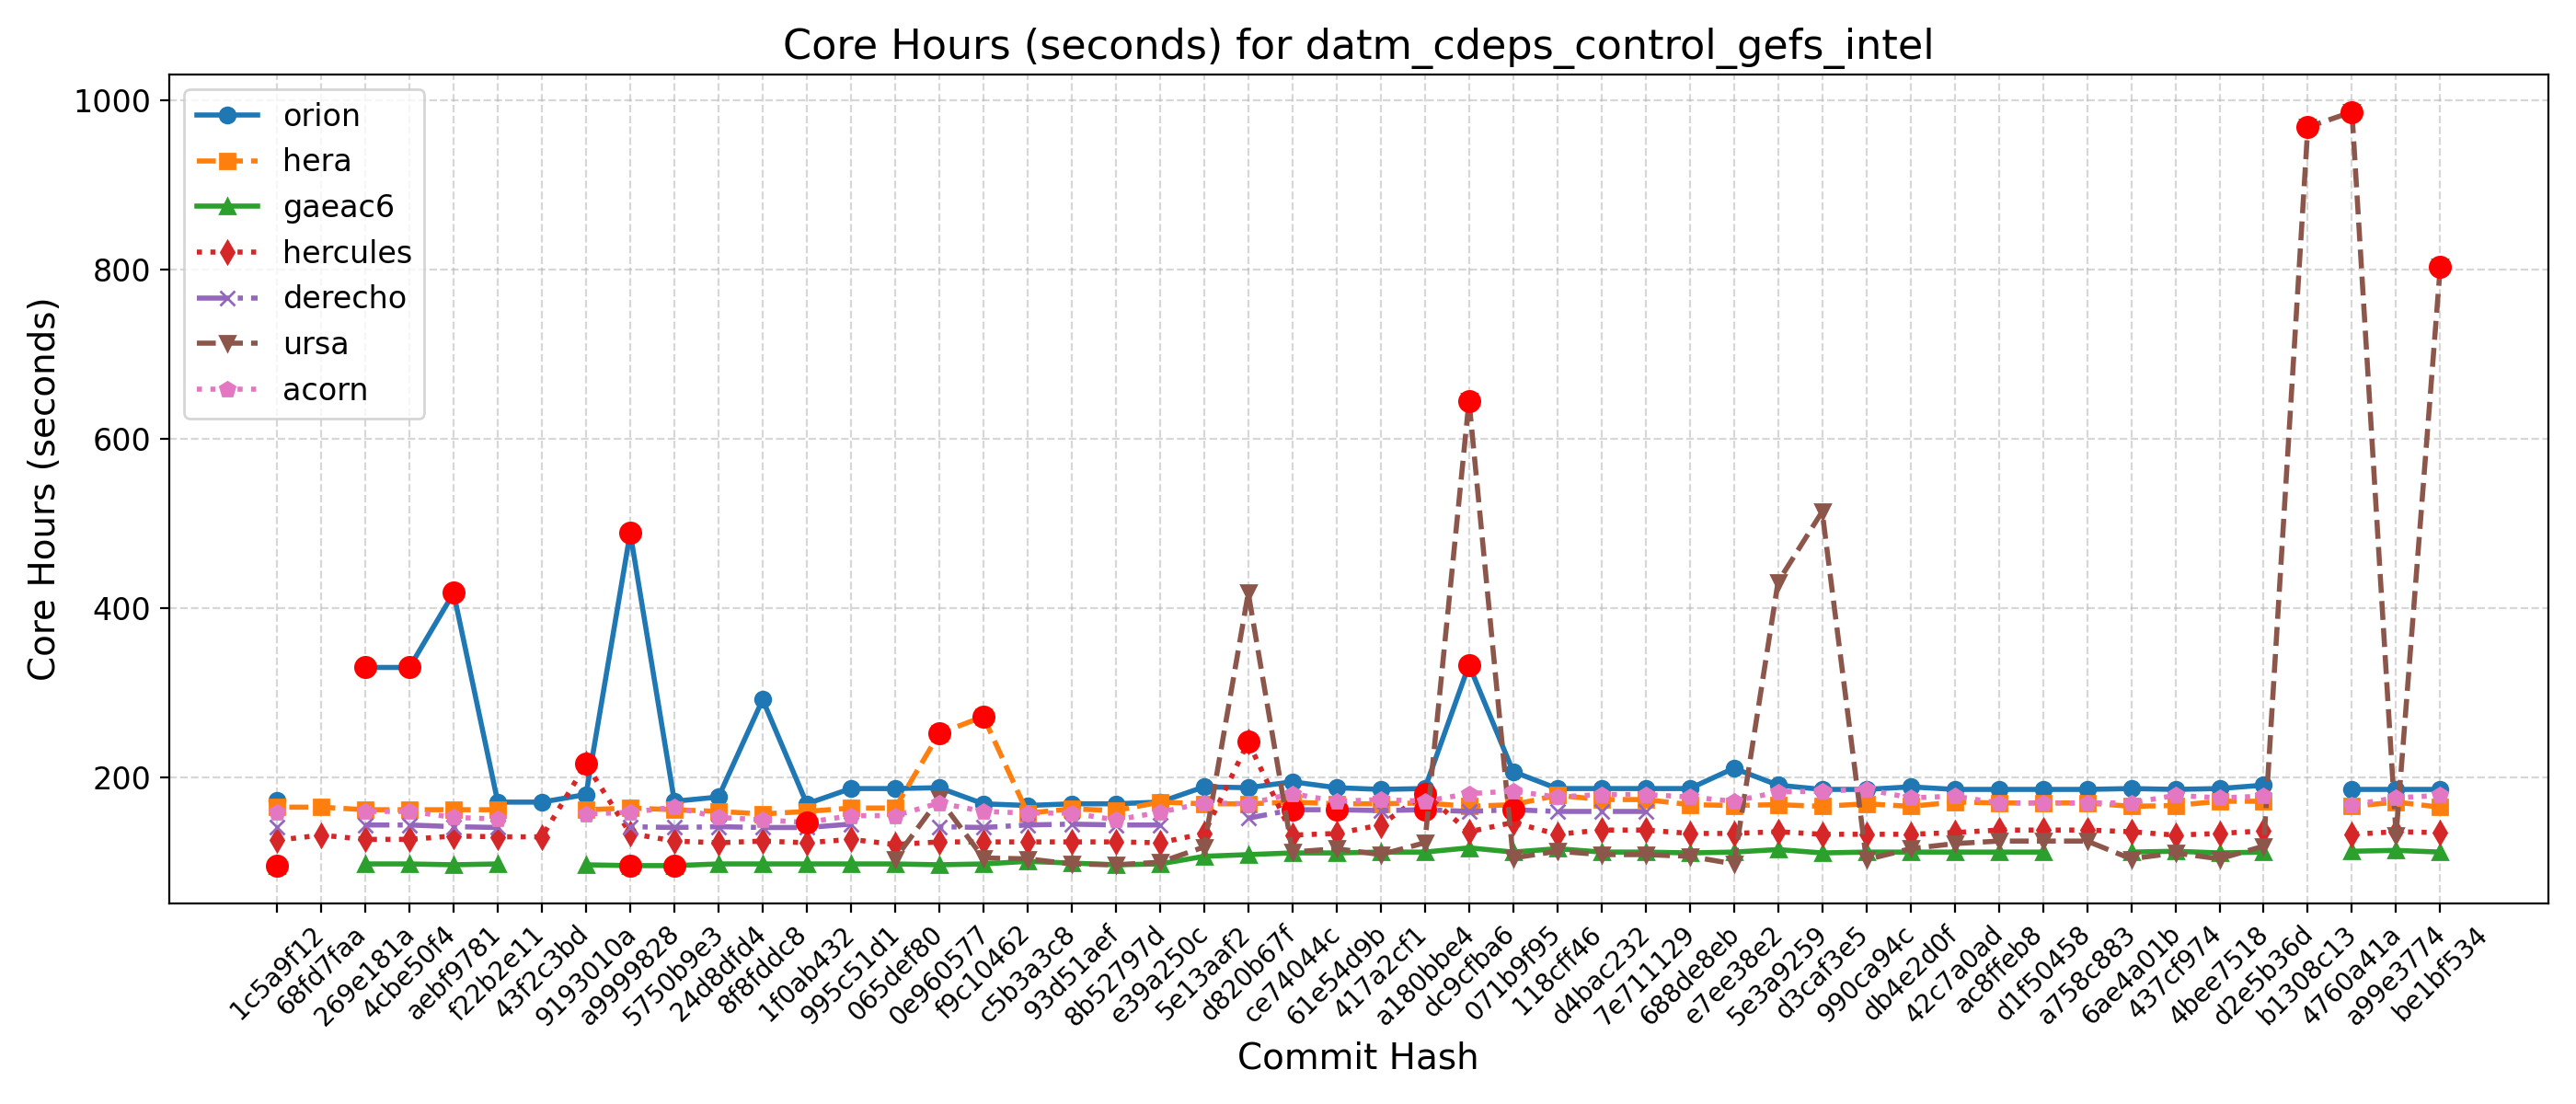 Core Hours (seconds) for datm_cdeps_control_gefs_intel
Core Hours (seconds)
1000
800
600
400
200
orion
hera
gaeac6
hercules
derecho
ursa
acorn
1c5a9f12
68fd7faa
269e181a
4cbe50f4
aebf9781
f22b2e11
43f2c3bd
9193010a
a9999828
5750b9e3
24d8dfd4
8f8fddc8
1f0ab432
995c51d1
065def80
0e960577
f9c10462
c5b3a3c8
93d51aef
8b52797d
e39a250c
5e13aaf2
d820b67f
ce74044c
61e54d9b
417a2cf1
a180bbe4
dc9cfba6
071b9f95
118cff46
d4bac232
7e711129
688de8eb
e7ee38e2
5e3a9259
d3caf3e5
990ca94c
db4e2d0f
42c7a0ad
ac8ffeb8
d1f50458
a758c883
6ae4a01b
437cf974
4bee7518
d2e5b36d
b1308c13
4760a41a
a99e3774
be1bf534
Commit Hash